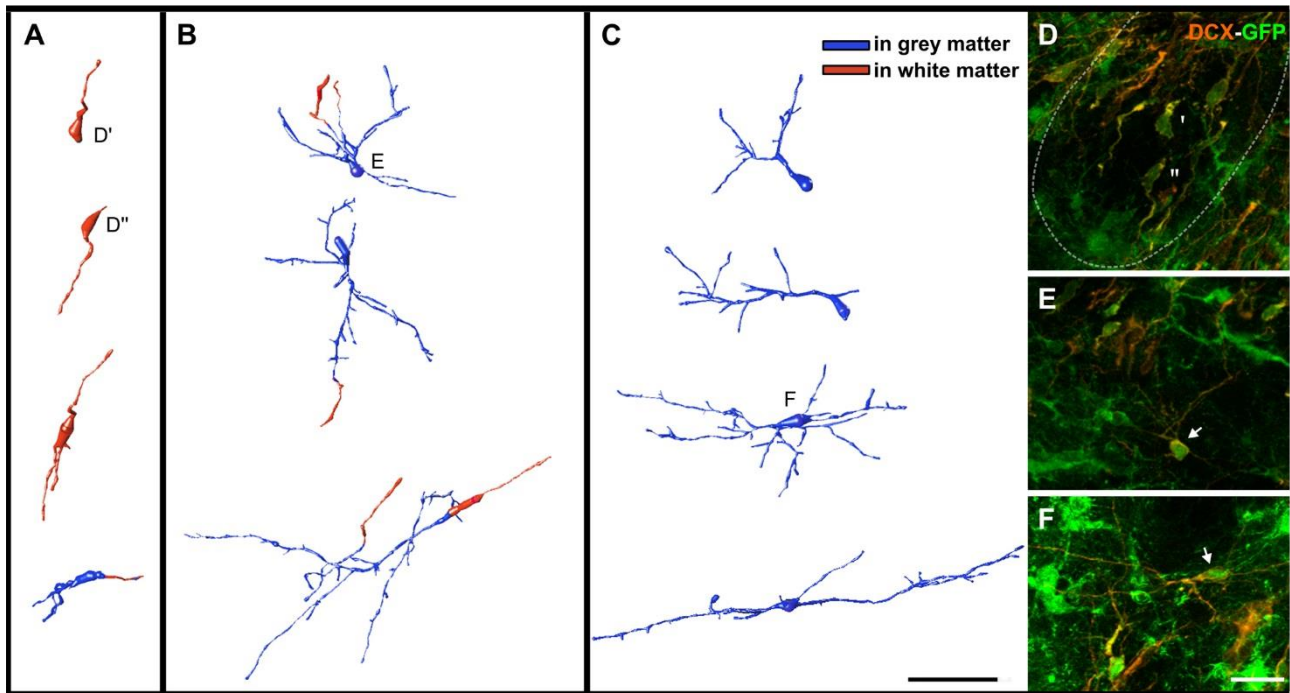 A
B
C
D
DCX-GFP
in grey matter
in white matter
D'
E
'
D"
"
E
F
F